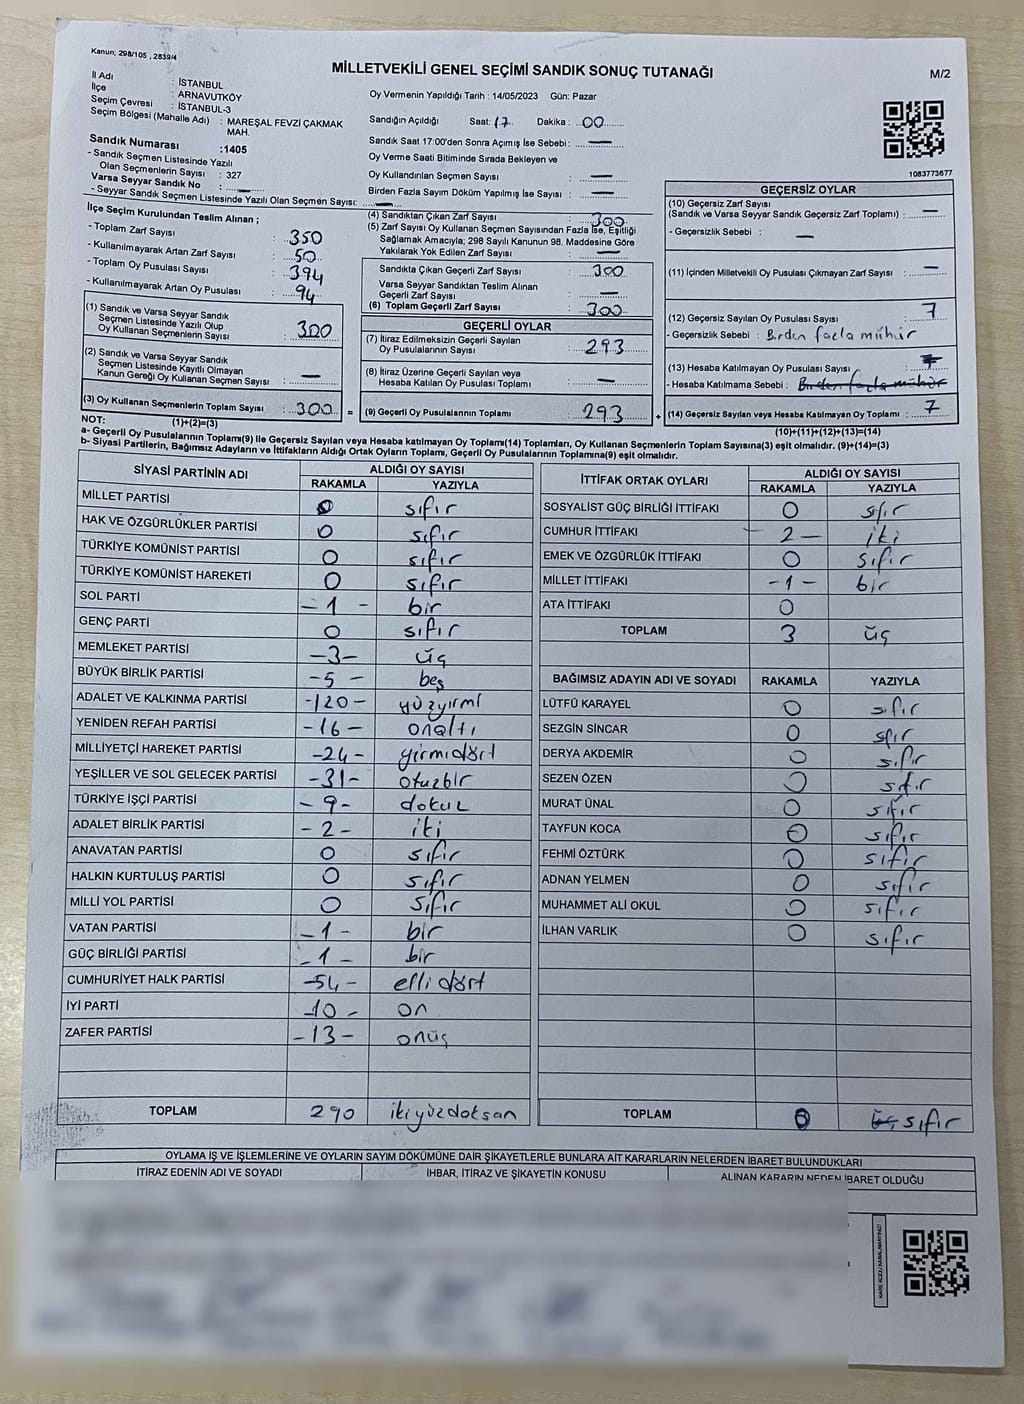 Kanun; 298/105 , 2839/4
MİLLETVEKİLİ GENEL SEÇİMİ SANDIK SONUÇ TUTANAĞI
M/2
İl Adı : İSTANBUL
İlçe : ARNAVUTKÖY
Seçim Çevresi : İSTANBUL-3
Seçim Bölgesi (Mahalle Adı) : MAREŞAL FEVZİ ÇAKMAK MAH.
Sandık Numarası :1405
- Sandık Seçmen Listesinde Yazılı
Olan Seçmenlerin Sayısı : 327
Varsa Seyyar Sandık No : —
- Seyyar Sandık Seçmen Listesinde Yazılı Olan Seçmen Sayısı: —
Oy Vermenin Yapıldığı Tarih : 14/05/2023 Gün: Pazar
Sandığın Açıldığı Saat: 17 Dakika : 00
Sandık Saat 17:00'den Sonra Açımış İse Sebebi : —
Oy Verme Saati Bitiminde Sırada Bekleyen ve
Oy Kullandırılan Seçmen Sayısı : —
Birden Fazla Sayım Döküm Yapılmış İse Sayısı : —
1083773677
İlçe Seçim Kurulundan Teslim Alınan ;
- Toplam Zarf Sayısı : 350
- Kullanılmayarak Artan Zarf Sayısı : 50
- Toplam Oy Pusulası Sayısı : 394
- Kullanılmayarak Artan Oy Pusulası : 94
(1) Sandık ve Varsa Seyyar Sandık
Seçmen Listesinde Yazılı Olup
Oy Kullanan Seçmenlerin Sayısı : 300
(2) Sandık ve Varsa Seyyar Sandık
Seçmen Listesinde Kayıtlı Olmayan
Kanun Gereği Oy Kullanan Seçmen Sayısı : —
(3) Oy Kullanan Seçmenlerin Toplam Sayısı : 300 =
(1)+(2)=(3)
(4) Sandıktan Çıkan Zarf Sayısı : 300
(5) Zarf Sayısı Oy Kullanan Seçmen Sayısından Fazla İse, Eşitliği
Sağlamak Amacıyla; 298 Sayılı Kanunun 98. Maddesine Göre
Yakılarak Yok Edilen Zarf Sayısı : —
Sandıkta Çıkan Geçerli Zarf Sayısı : 300
Varsa Seyyar Sandıktan Teslim Alınan
Geçerli Zarf Sayısı : —
(6) Toplam Geçerli Zarf Sayısı : 300
GEÇERLİ OYLAR
(7) İtiraz Edilmeksizin Geçerli Sayılan
Oy Pusulalarının Sayısı : 293
(8) İtiraz Üzerine Geçerli Sayılan veya
Hesaba Katılan Oy Pusulası Toplamı : —
(9) Geçerli Oy Pusulalarının Toplamı : 293 +
GEÇERSİZ OYLAR
(10) Geçersiz Zarf Sayısı
(Sandık ve Varsa Seyyar Sandık Geçersiz Zarf Toplamı) : —
- Geçersizlik Sebebi : —
(11) İçinden Milletvekili Oy Pusulası Çıkmayan Zarf Sayısı : —
(12) Geçersiz Sayılan Oy Pusulası Sayısı : 7
- Geçersizlik Sebebi : Birden fazla mühür
(13) Hesaba Katılmayan Oy Pusulası Sayısı : 7
- Hesaba Katılmama Sebebi : Birden fazla mühür
(14) Geçersiz Sayılan veya Hesaba Katılmayan Oy Toplamı : 7
(10)+(11)+(12)+(13)=(14)
NOT:
a- Geçerli Oy Pusulalarının Toplamı(9) ile Geçersiz Sayılan veya Hesaba katılmayan Oy Toplamı(14) Toplamları, Oy Kullanan Seçmenlerin Toplam Sayısına(3) eşit olmalıdır. (9)+(14)=(3)
b- Siyasi Partilerin, Bağımsız Adayların ve İttifakların Aldığı Ortak Oyların Toplamı, Geçerli Oy Pusulalarının Toplamına(9) eşit olmalıdır.
SİYASİ PARTİNİN ADI ALDIĞI OY SAYISI
RAKAMLA YAZIYLA
MİLLET PARTİSİ 0 sıfır
HAK VE ÖZGÜRLÜKLER PARTİSİ 0 sıfır
TÜRKİYE KOMÜNİST PARTİSİ 0 sıfır
TÜRKİYE KOMÜNİST HAREKETİ 0 sıfır
SOL PARTİ -1- bir
GENÇ PARTİ 0 sıfır
MEMLEKET PARTİSİ -3- üç
BÜYÜK BİRLİK PARTİSİ -5- beş
ADALET VE KALKINMA PARTİSİ -120- yüzyirmi
YENİDEN REFAH PARTİSİ -16- onaltı
MİLLİYETÇİ HAREKET PARTİSİ -24- yirmidört
YEŞİLLER VE SOL GELECEK PARTİSİ -31- otuzbir
TÜRKİYE İŞÇİ PARTİSİ -9- dokuz
ADALET BİRLİK PARTİSİ -2- iki
ANAVATAN PARTİSİ 0 sıfır
HALKIN KURTULUŞ PARTİSİ 0 sıfır
MİLLİ YOL PARTİSİ 0 sıfır
VATAN PARTİSİ -1- bir
GÜÇ BİRLİĞİ PARTİSİ -1- bir
CUMHURİYET HALK PARTİSİ -54- elli dört
İYİ PARTİ -10- on
ZAFER PARTİSİ -13- onüç
TOPLAM 290 ikiyüzdoksan
İTTİFAK ORTAK OYLARI ALDIĞI OY SAYISI
RAKAMLA YAZIYLA
SOSYALİST GÜÇ BİRLİĞİ İTTİFAKI 0 sıfır
CUMHUR İTTİFAKI - 2 - iki
EMEK VE ÖZGÜRLÜK İTTİFAKI 0 sıfır
MİLLET İTTİFAKI -1- bir
ATA İTTİFAKI 0
TOPLAM 3 üç
BAĞIMSIZ ADAYIN ADI VE SOYADI RAKAMLA YAZIYLA
LÜTFÜ KARAYEL 0 sıfır
SEZGİN SİNCAR 0 sıfır
DERYA AKDEMİR 0 sıfır
SEZEN ÖZEN 0 sıfır
MURAT ÜNAL 0 sıfır
TAYFUN KOCA 0 sıfır
FEHMİ ÖZTÜRK 0 sıfır
ADNAN YELMEN 0 sıfır
MUHAMMET ALİ OKUL 0 sıfır
İLHAN VARLIK 0 sıfır
TOPLAM 0 üç sıfır
OYLAMA İŞ VE İŞLEMLERİNE VE OYLARIN SAYIM DÖKÜMÜNE DAİR ŞİKAYETLERLE BUNLARA AİT KARARLARIN NELERDEN İBARET BULUNDUKLARI
İTİRAZ EDENİN ADI VE SOYADI İHBAR, İTİRAZ VE ŞİKAYETİN KONUSU ALINAN KARARIN NEDEN İBARET OLDUĞU
KARE KODU KARALAMAYINIZ!